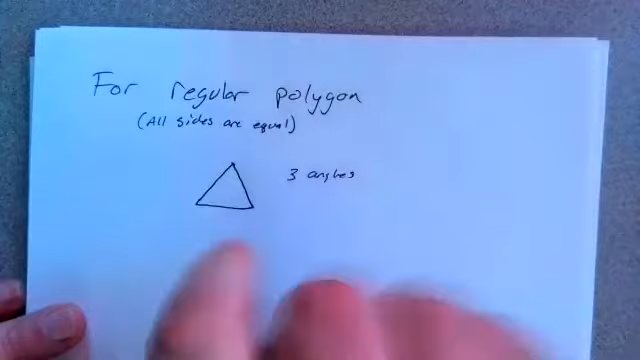 For regular polygon
(All sides are equal)
3 angles